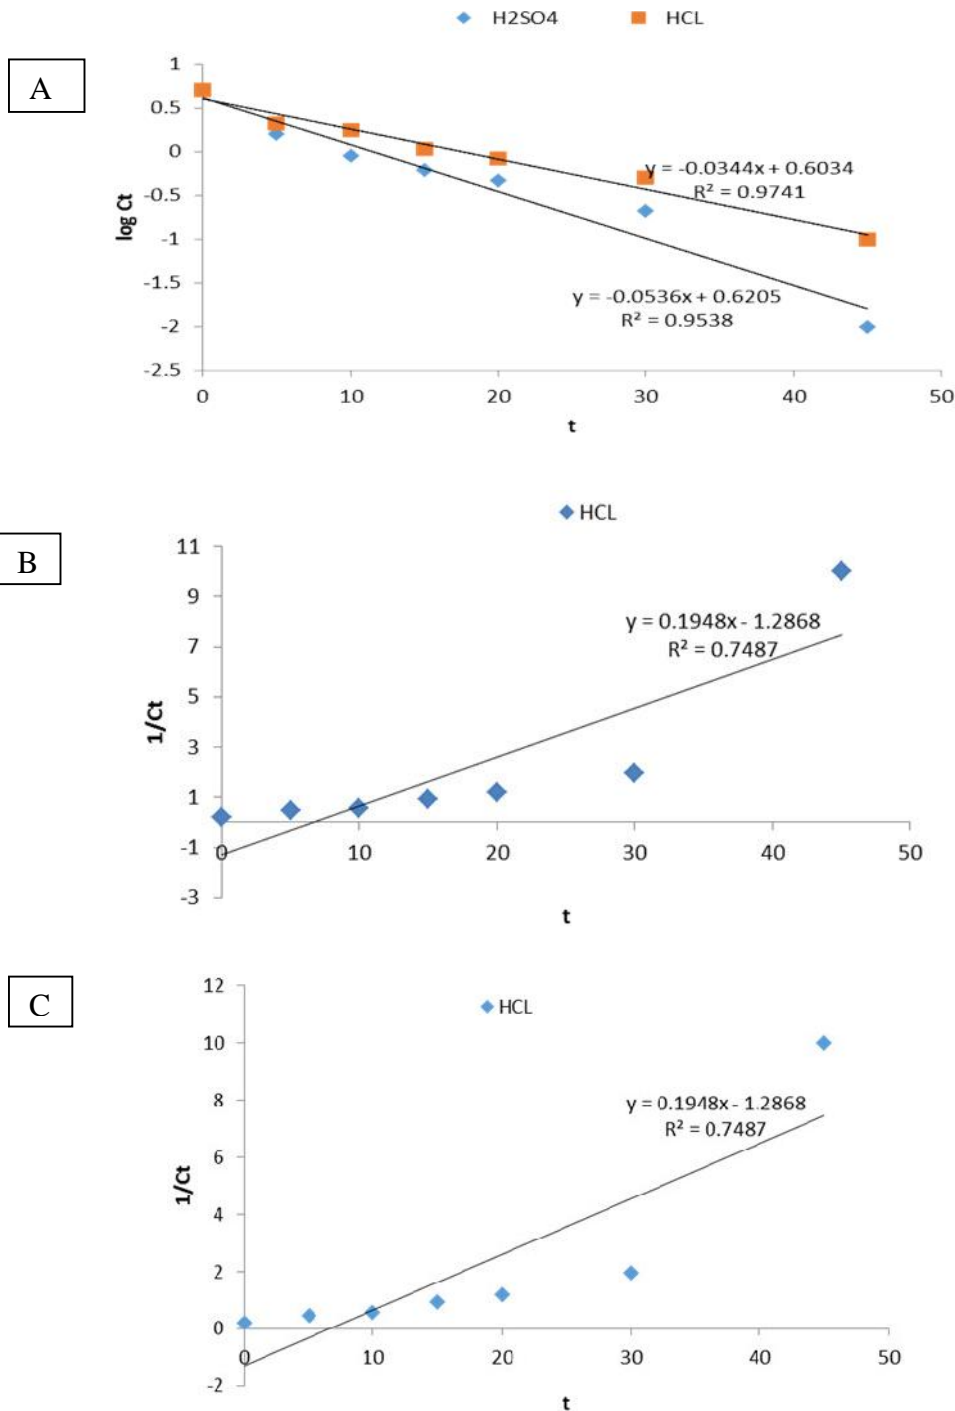 H2SO4 HCL
A
1
0.5
0
-0.5
-1
-1.5
-2
-2.5
log Ct
y = -0.0344x + 0.6034
R² = 0.9741
y = -0.0536x + 0.6205
R² = 0.9538
0 10 20 30 40 50
t
HCL
B
11
9
7
5
3
1
-1
-3
1/Ct
y = 0.1948x - 1.2868
R² = 0.7487
0 10 20 30 40 50
t
C
12
10
8
6
4
2
0
-2
HCL
1/Ct
y = 0.1948x - 1.2868
R² = 0.7487
0 10 20 30 40 50
t